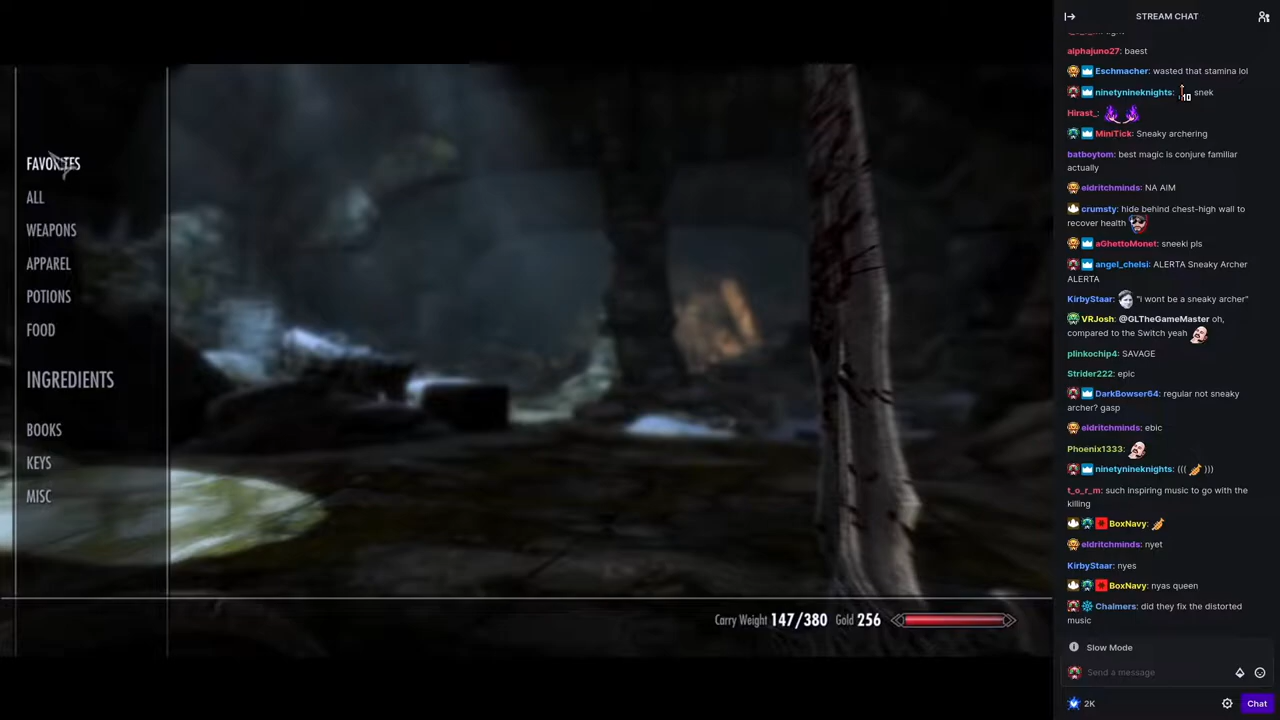 FAVORITES
ALL
WEAPONS
APPAREL
POTIONS
FOOD
INGREDIENTS
BOOKS
KEYS
MISC
Carry Weight 147/380 Gold 256
STREAM CHAT
alphajuno27: baest
Eschmacher: wasted that stamina lol
ninetynineknights: snek
Hirast_:
MiniTick: Sneaky archering
batboytom: best magic is conjure familiar
actually
eldritchminds: NA AIM
crumsty: hide behind chest-high wall to
recover health
aGhettoMonet: sneeki pls
angel_chelsi: ALERTA Sneaky Archer
ALERTA
KirbyStaar: "i wont be a sneaky archer"
VRJosh: @GLTheGameMaster oh,
compared to the Switch yeah
plinkochip4: SAVAGE
Strider222: epic
DarkBowser64: regular not sneaky
archer? gasp
eldritchminds: ebic
Phoenix1333:
ninetynineknights: ((( )))
t_o_r_m: such inspiring music to go with the
killing
BoxNavy:
eldritchminds: nyet
KirbyStaar: nyes
BoxNavy: nyas queen
Chalmers: did they fix the distorted
music
Slow Mode
Send a message
2K
Chat